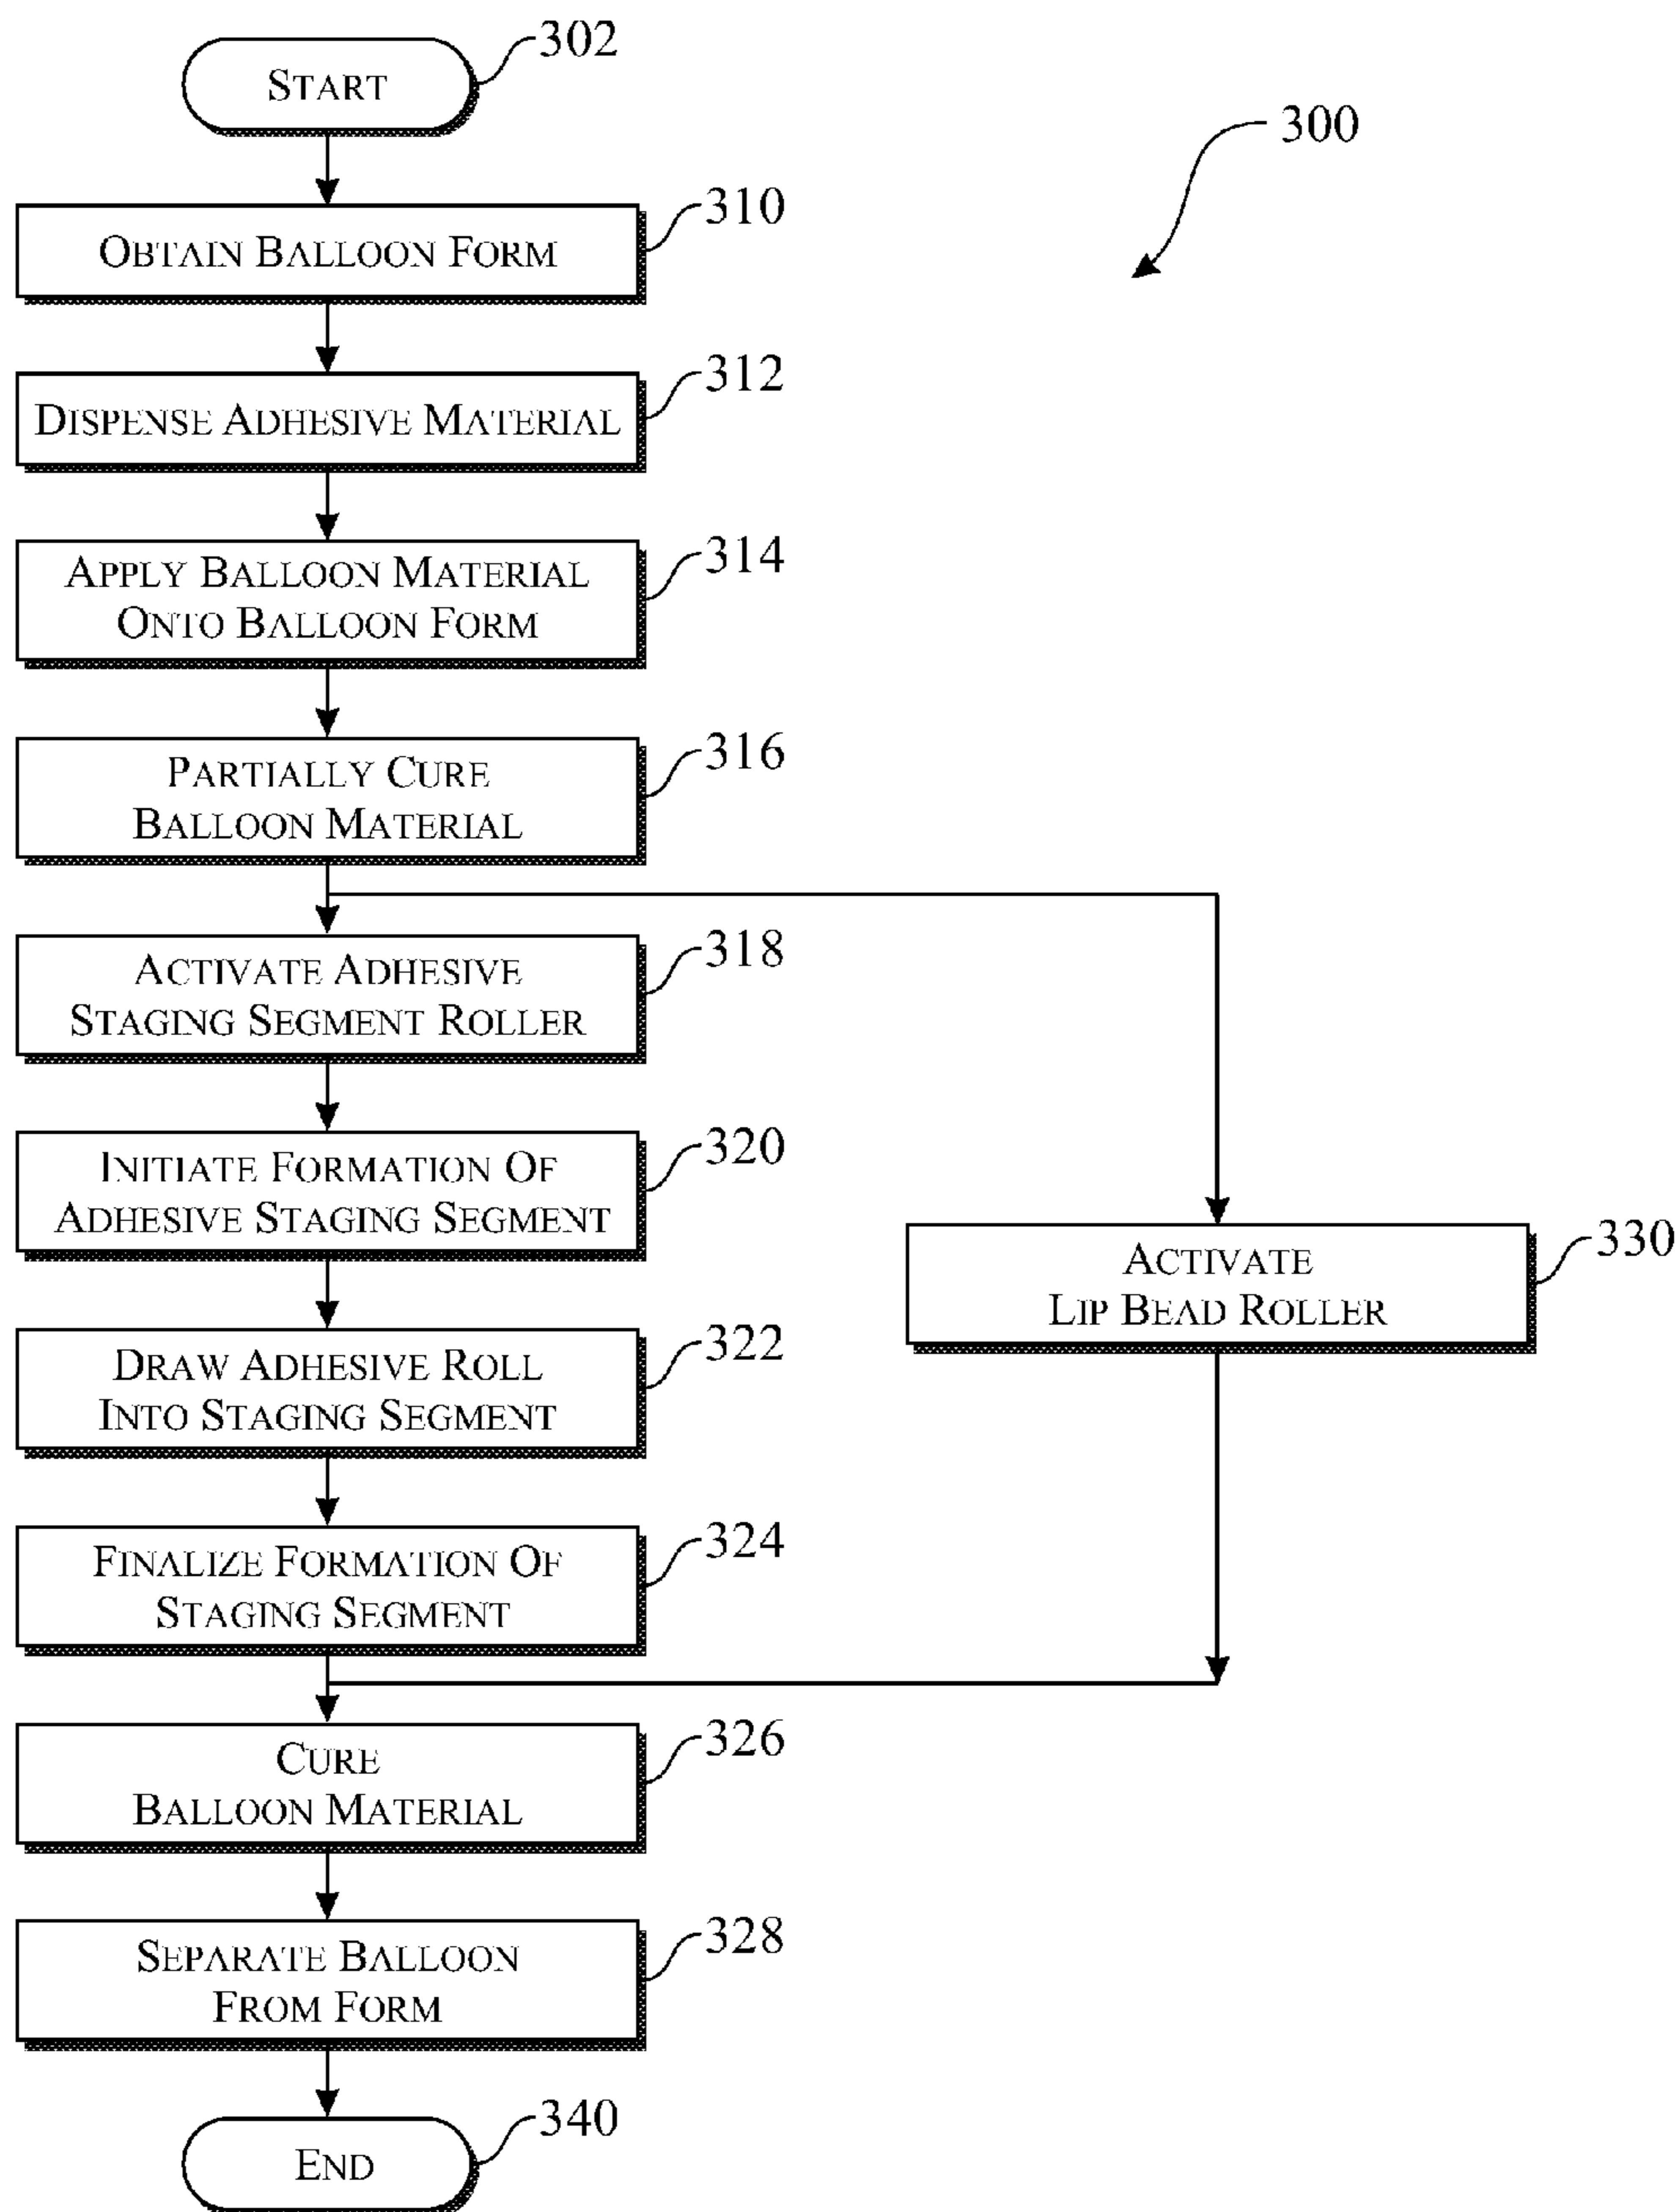 START
302
300
OBTAIN BALLOON FORM
310
DISPENSE ADHESIVE MATERIAL
312
APPLY BALLOON MATERIAL
ONTO BALLOON FORM
314
PARTIALLY CURE
BALLOON MATERIAL
316
ACTIVATE ADHESIVE
STAGING SEGMENT ROLLER
318
INITIATE FORMATION OF
ADHESIVE STAGING SEGMENT
320
ACTIVATE
LIP BEAD ROLLER
330
DRAW ADHESIVE ROLL
INTO STAGING SEGMENT
322
FINALIZE FORMATION OF
STAGING SEGMENT
324
CURE
BALLOON MATERIAL
326
SEPARATE BALLOON
FROM FORM
328
END
340